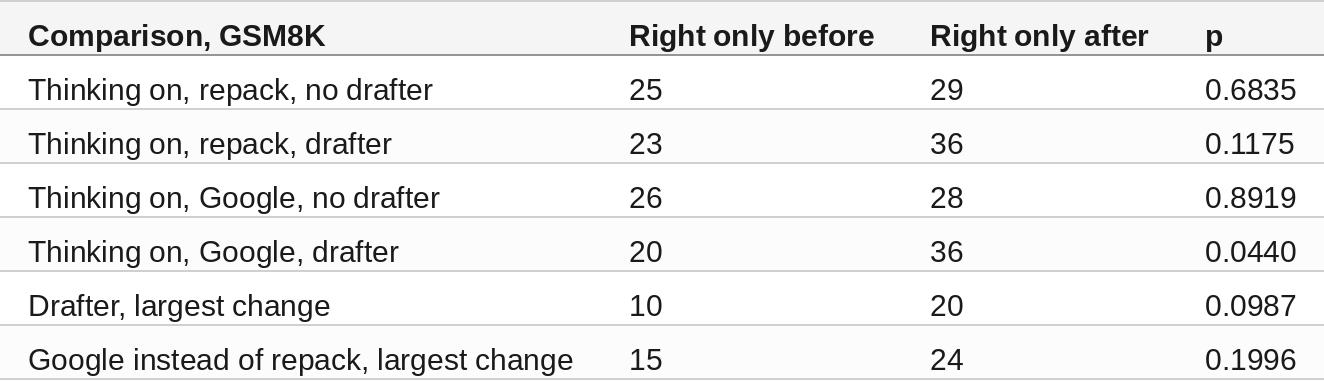 Comparison, GSM8K Right only before Right only after p
Thinking on, repack, no drafter 25 29 0.6835
Thinking on, repack, drafter 23 36 0.1175
Thinking on, Google, no drafter 26 28 0.8919
Thinking on, Google, drafter 20 36 0.0440
Drafter, largest change 10 20 0.0987
Google instead of repack, largest change 15 24 0.1996